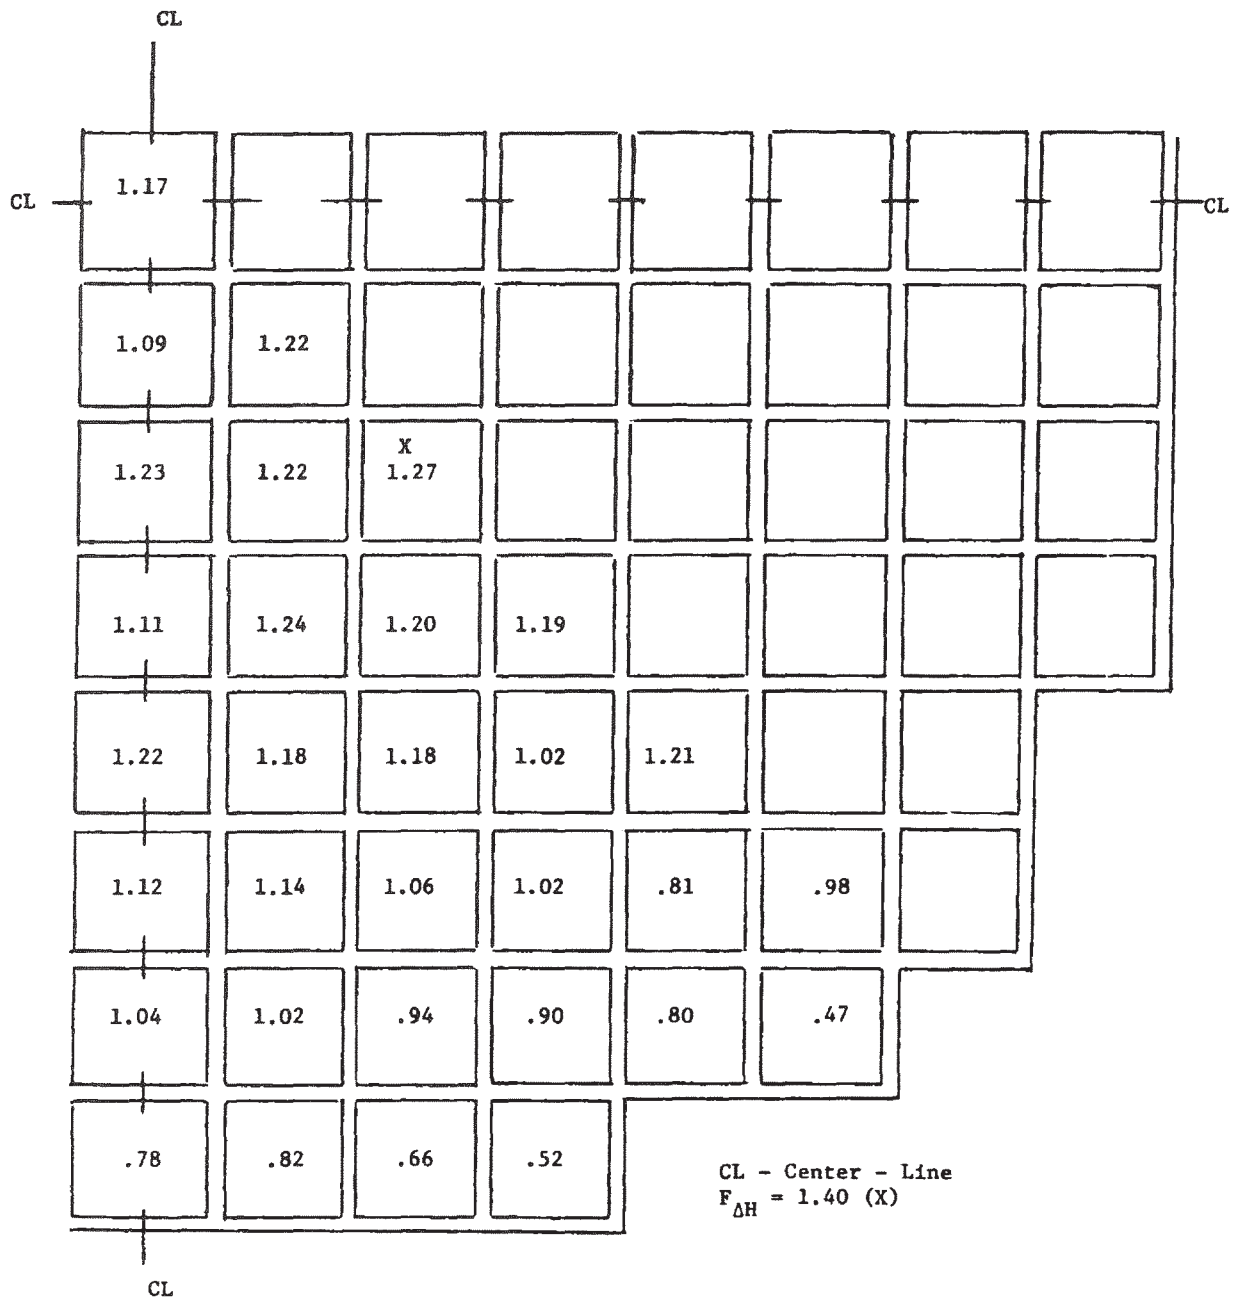 CL
1.17
CL CL
1.09 1.22
X
1.23 1.22 1.27
1.11 1.24 1.20 1.19
1.22 1.18 1.18 1.02 1.21
1.12 1.14 1.06 1.02 .81 .98
1.04 1.02 .94 .90 .80 .47
.78 .82 .66 .52
CL - Center - Line
FΔH = 1.40 (X)
CL